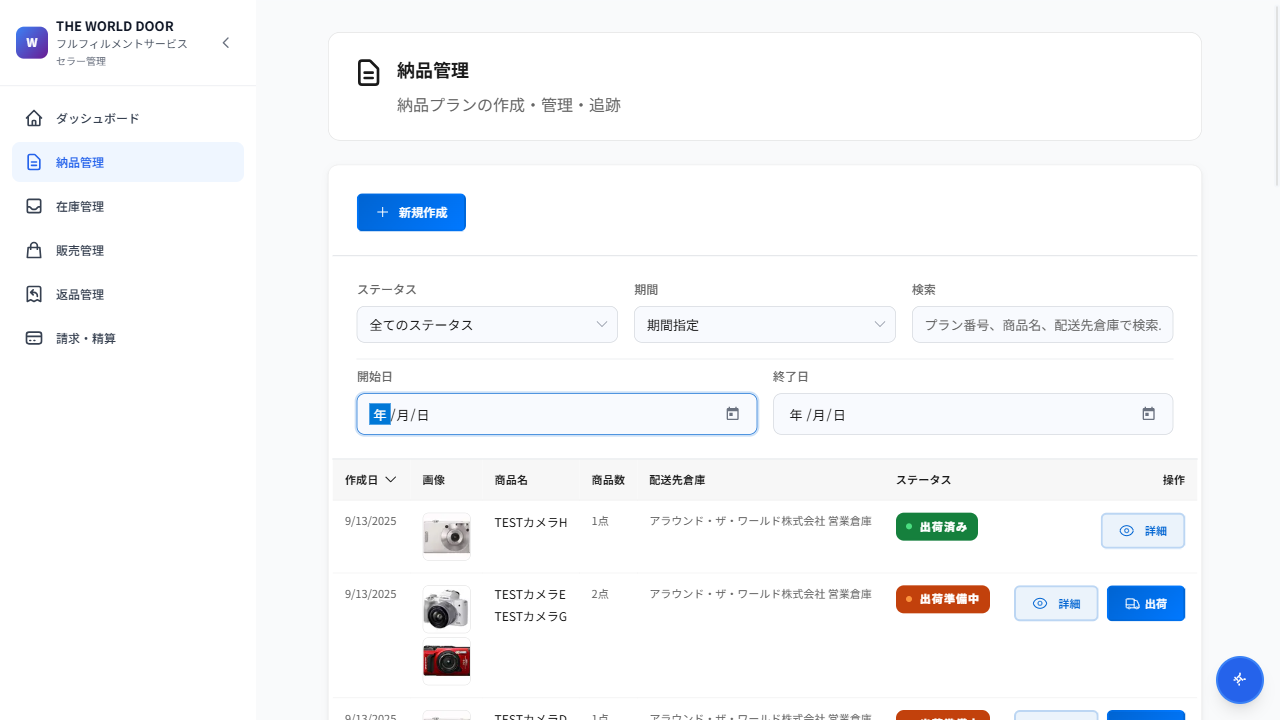 W
THE WORLD DOOR
フルフィルメントサービス
セラー管理
ダッシュボード
納品管理
在庫管理
販売管理
返品管理
請求・精算
納品管理
納品プランの作成・管理・追跡
新規作成
ステータス
期間
検索
全てのステータス
期間指定
プラン番号、商品名、配送先倉庫で検索.
開始日
終了日
年/月/日
年 /月/日
作成日 画像 商品名 商品数 配送先倉庫 ステータス 操作
9/13/2025 TESTカメラH 1点 アラウンド・ザ・ワールド株式会社 営業倉庫 出荷済み 詳細
9/13/2025 TESTカメラE 2点 アラウンド・ザ・ワールド株式会社 営業倉庫 出荷準備中 詳細 出荷
TESTカメラG
9/13/2025 TESTカメラD 1点 アラウンド・ザ・ワールド株式会社 営業倉庫 出荷準備中